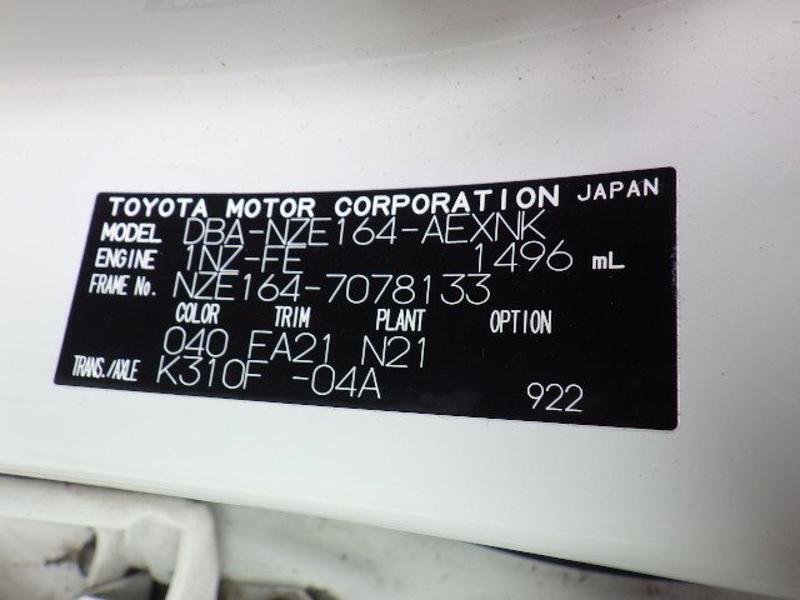 TOYOTA MOTOR CORPORATION JAPAN
MODEL DBA-NZE164-AEXNK
ENGINE 1NZ-FE 1496 mL
FRAME No. NZE164-7078133
COLOR TRIM PLANT OPTION
040 FA21 N21
TRANS./AXLE K310F -04A 922